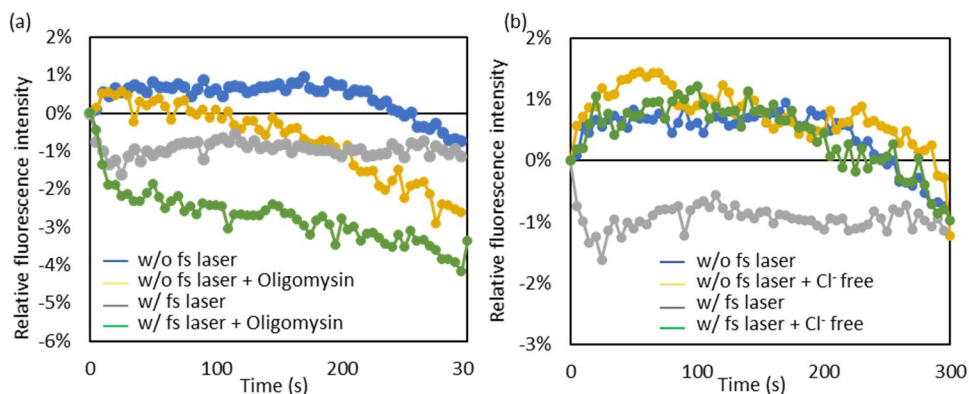 (a)
Relative fluorescence intensity
2%
1%
0%
-1%
-2%
-3%
-4%
-5%
-6%
w/o fs laser
w/o fs laser + Oligomysin
w/ fs laser
w/ fs laser + Oligomysin
0
100
200
30
Time (s)
(b)
Relative fluorescence intensity
2%
1%
0%
-1%
-2%
-3%
w/o fs laser
w/o fs laser + Cl⁻ free
w/ fs laser
w/ fs laser + Cl⁻ free
0
100
200
300
Time (s)